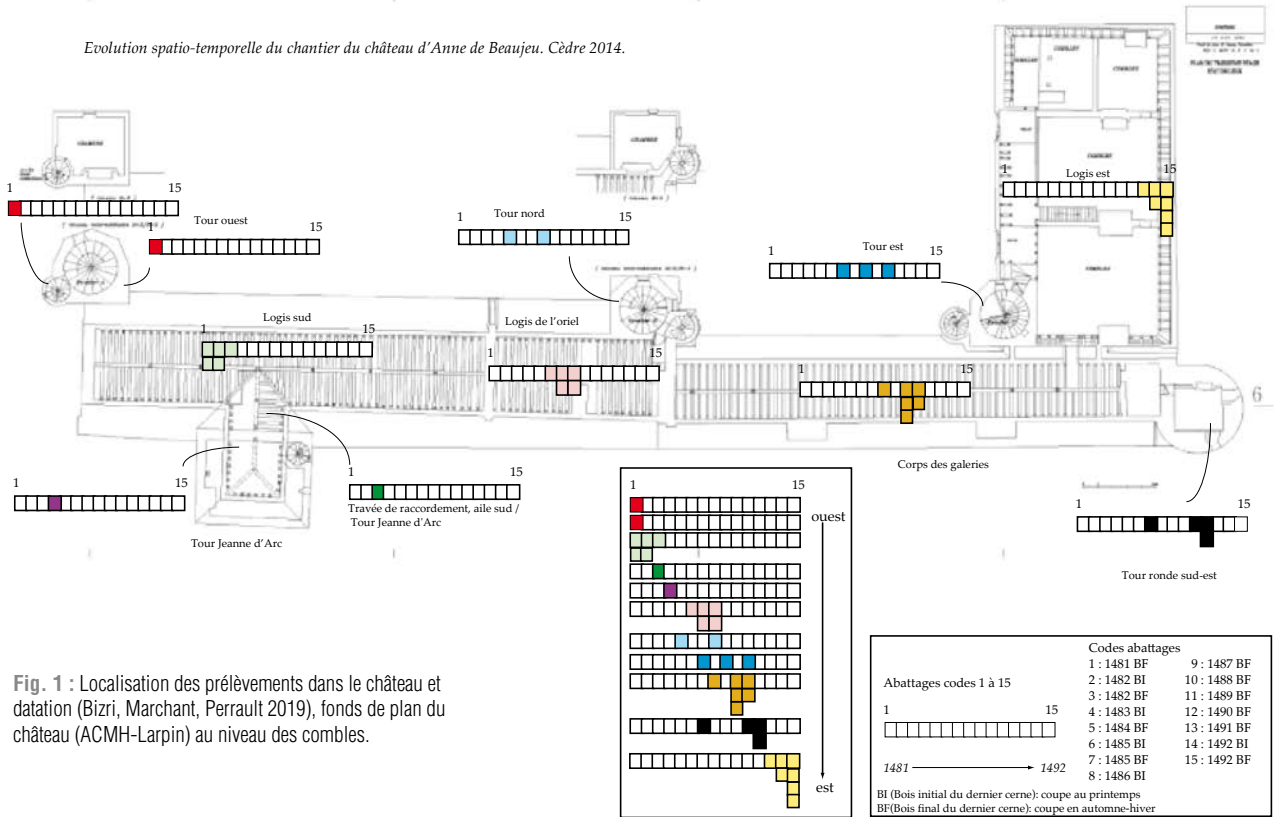 Evolution spatio-temporelle du chantier du château d'Anne de Beaujeu. Cèdre 2014.
1 15
1 15
Tour ouest
1 15
Tour nord
1 15
Tour est
1 15
Logis est
Logis sud
1 15
Logis de l'oriel
1 15
1 15
6
Corps des galeries
1 15
Tour Jeanne d'Arc
1 15
Travée de raccordement, aile sud /
Tour Jeanne d'Arc
1 15
Tour ronde sud-est
1 15
ouest
est
Fig. 1 : Localisation des prélèvements dans le château et
datation (Bizri, Marchant, Perrault 2019), fonds de plan du
château (ACMH-Larpin) au niveau des combles.
Abattages codes 1 à 15
1 15
1481 1492
Codes abattages
1 : 1481 BF
2 : 1482 BI
3 : 1482 BF
4 : 1483 BI
5 : 1484 BF
6 : 1485 BI
7 : 1485 BF
8 : 1486 BI
9 : 1487 BF
10 : 1488 BF
11 : 1489 BF
12 : 1490 BF
13 : 1491 BF
14 : 1492 BI
15 : 1492 BF
BI (Bois initial du dernier cerne): coupe au printemps
BF(Bois final du dernier cerne): coupe en automne-hiver